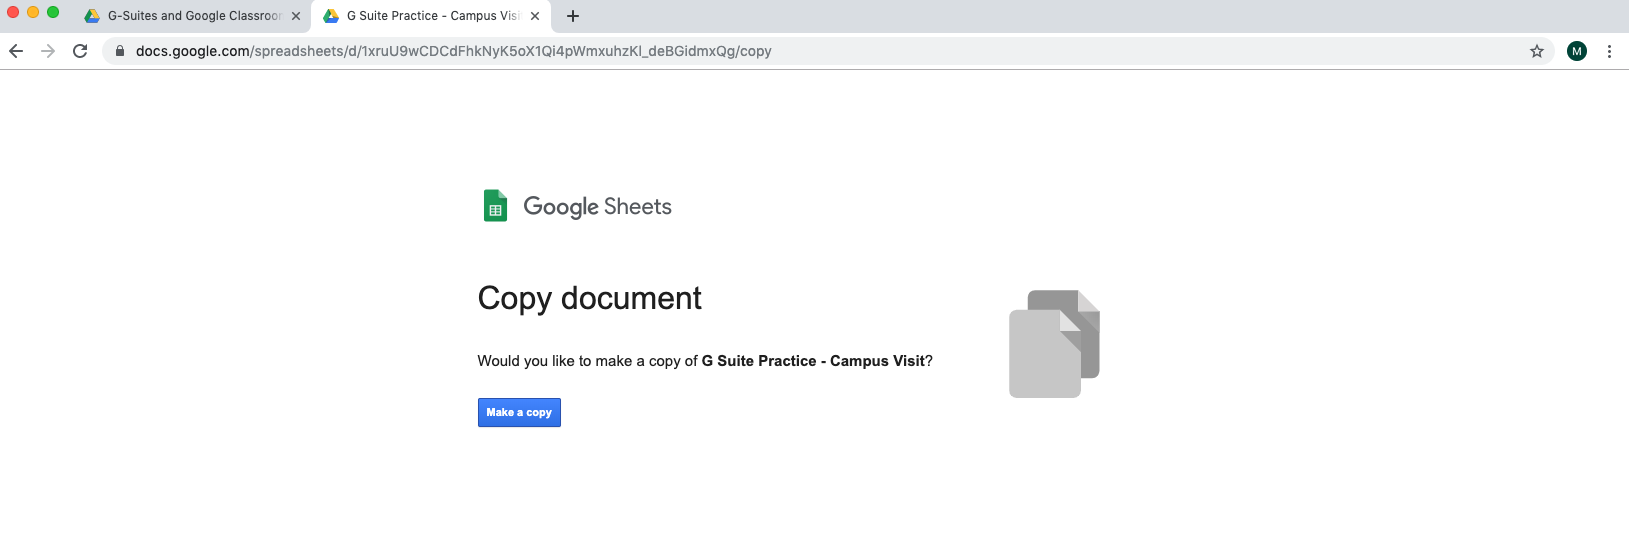 G-Suites and Google Classroom
G Suite Practice - Campus Visi
docs.google.com/spreadsheets/d/1xruU9wCDCdFhkNyK5oX1Qi4pWmxuhzKl_deBGidmxQg/copy
M
Google Sheets
Copy document
Would you like to make a copy of G Suite Practice - Campus Visit?
Make a copy